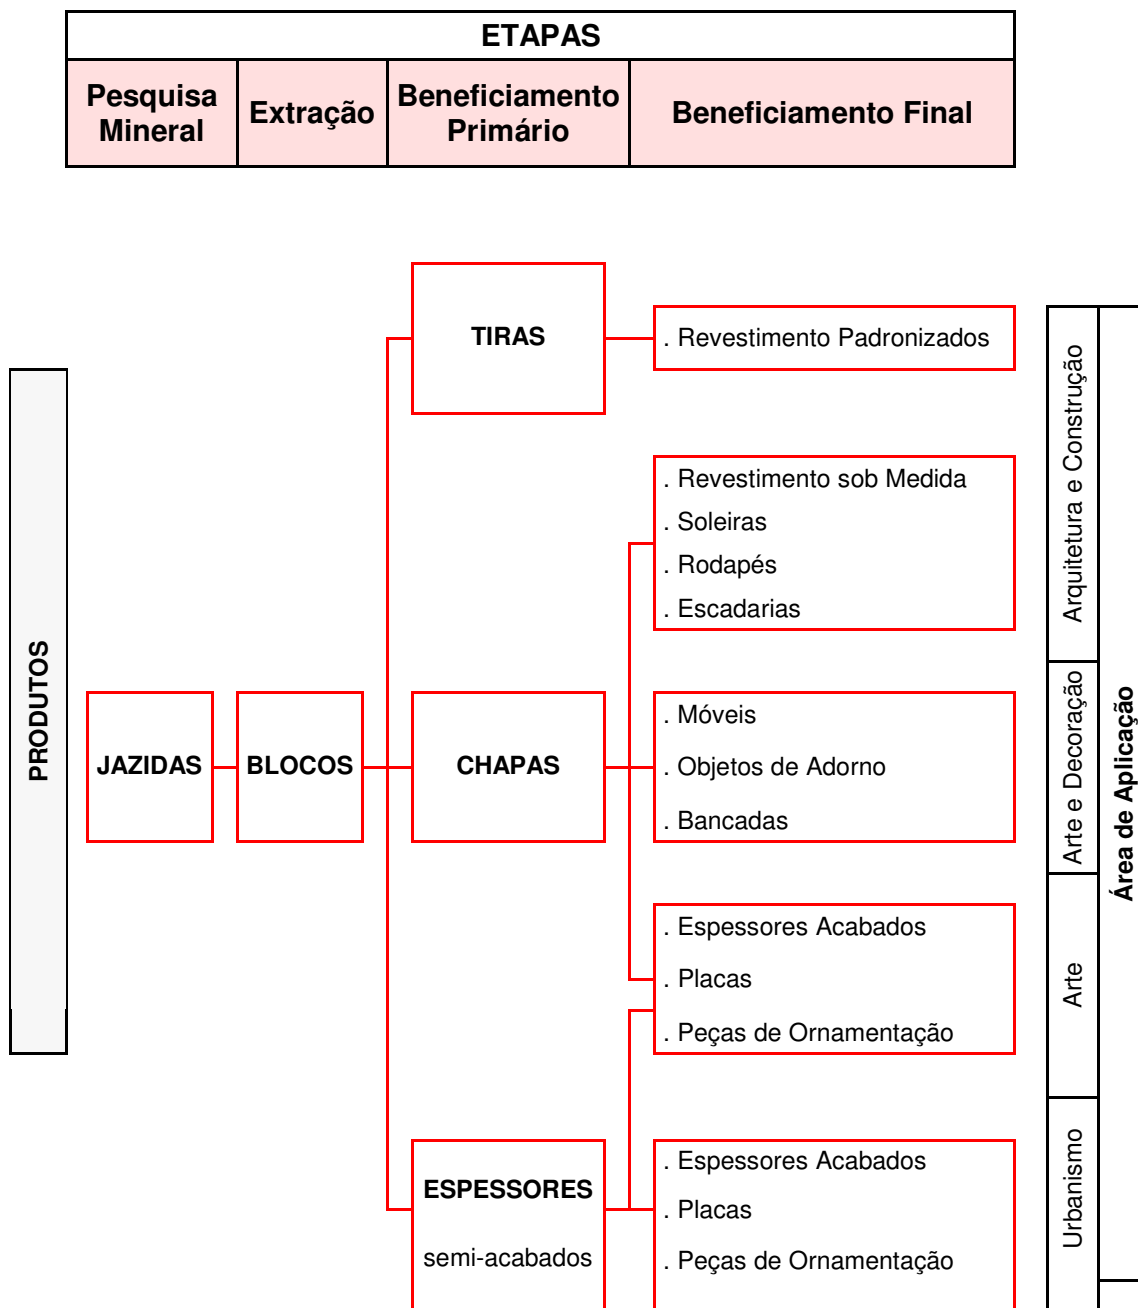 ETAPAS
Pesquisa
Mineral
Extração
Beneficiamento
Primário
Beneficiamento Final
TIRAS
. Revestimento Padronizados
. Revestimento sob Medida
. Soleiras
. Rodapés
. Escadarias
Arquitetura e Construção
PRODUTOS
JAZIDAS
BLOCOS
CHAPAS
. Móveis
. Objetos de Adorno
. Bancadas
Arte e Decoração
Área de Aplicação
. Espessores Acabados
. Placas
. Peças de Ornamentação
Arte
ESPESSORES
semi-acabados
. Espessores Acabados
. Placas
. Peças de Ornamentação
Urbanismo